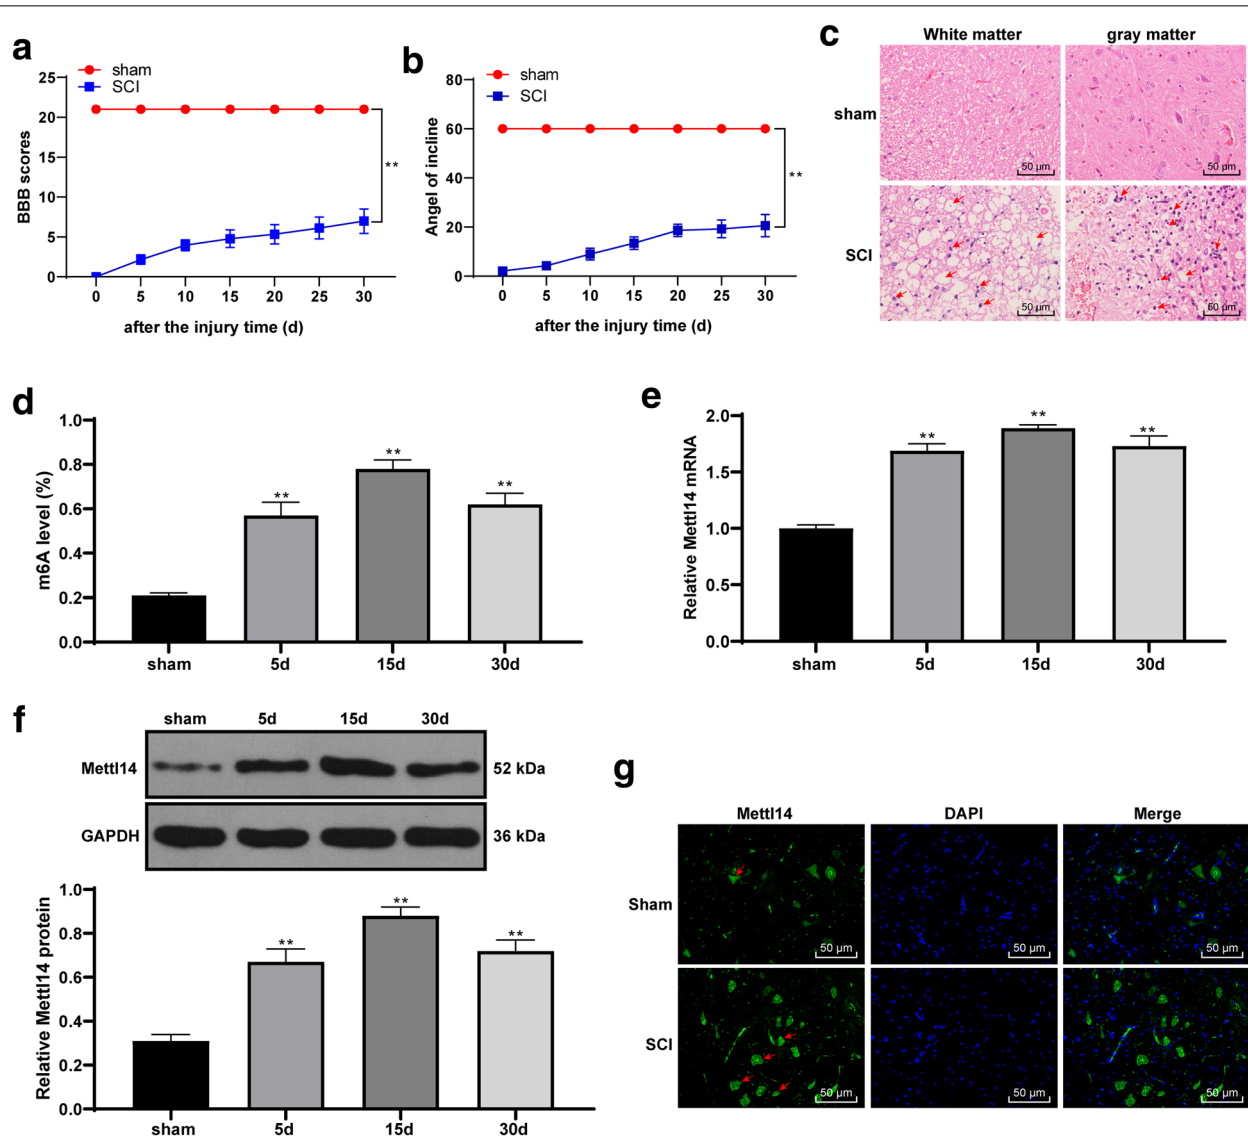 a
sham
SCI
25
20
15
10
5
0
BBB scores
**
0 5 10 15 20 25 30
after the injury time (d)
b
sham
SCI
80
60
40
20
0
Angel of incline
**
0 5 10 15 20 25 30
after the injury time (d)
c
White matter gray matter
sham
50 µm 50 µm
SCI
50 µm 50 µm
d
1.0
0.8
0.6
0.4
0.2
0.0
m6A level (%)
** ** **
sham 5d 15d 30d
e
2.0
1.5
1.0
0.5
0.0
Relative Mettl14 mRNA
** ** **
sham 5d 15d 30d
f
sham 5d 15d 30d
Mettl14 52 kDa
GAPDH 36 kDa
1.0
0.8
0.6
0.4
0.2
0.0
Relative Mettl14 protein
** ** **
sham 5d 15d 30d
g
Mettl14 DAPI Merge
Sham
50 µm 50 µm 50 µm
SCI
50 µm 50 µm 50 µm